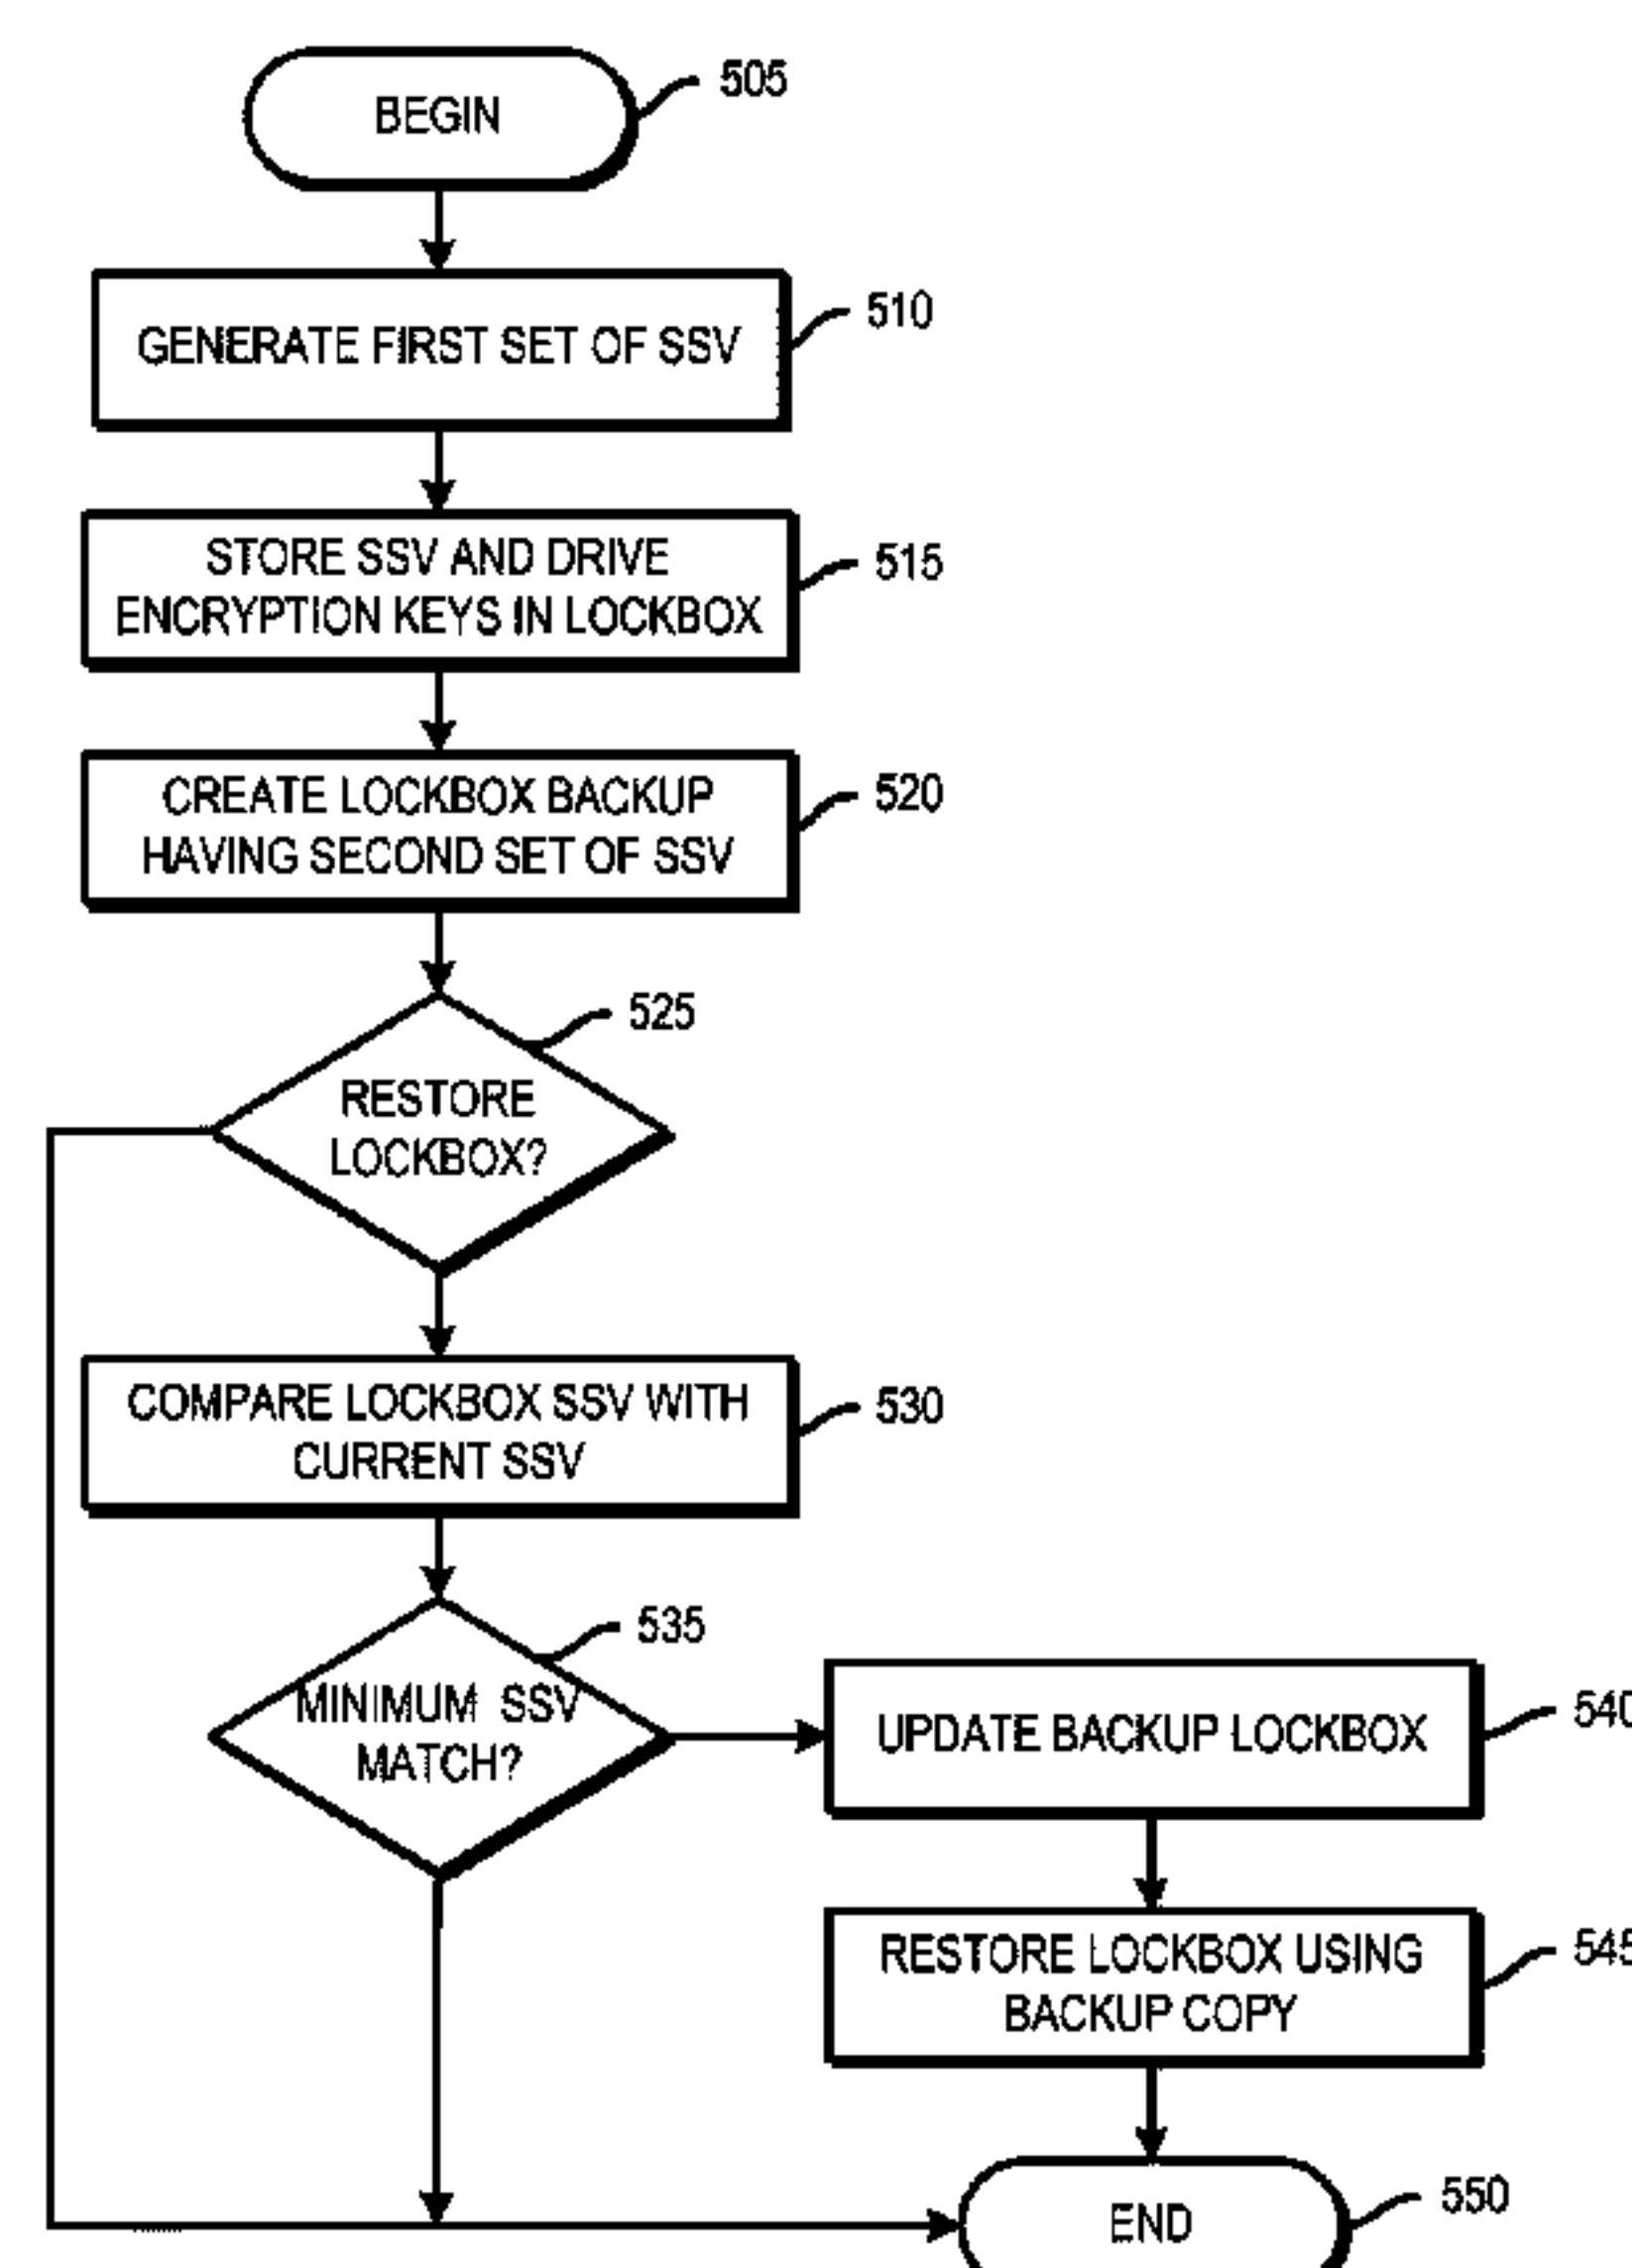 BEGIN
505
GENERATE FIRST SET OF SSV
510
STORE SSV AND DRIVE
ENCRYPTION KEYS IN LOCKBOX
515
CREATE LOCKBOX BACKUP
HAVING SECOND SET OF SSV
520
525
RESTORE
LOCKBOX?
COMPARE LOCKBOX SSV WITH
CURRENT SSV
530
535
MINIMUM SSV
MATCH?
UPDATE BACKUP LOCKBOX
540
RESTORE LOCKBOX USING
BACKUP COPY
545
END
550